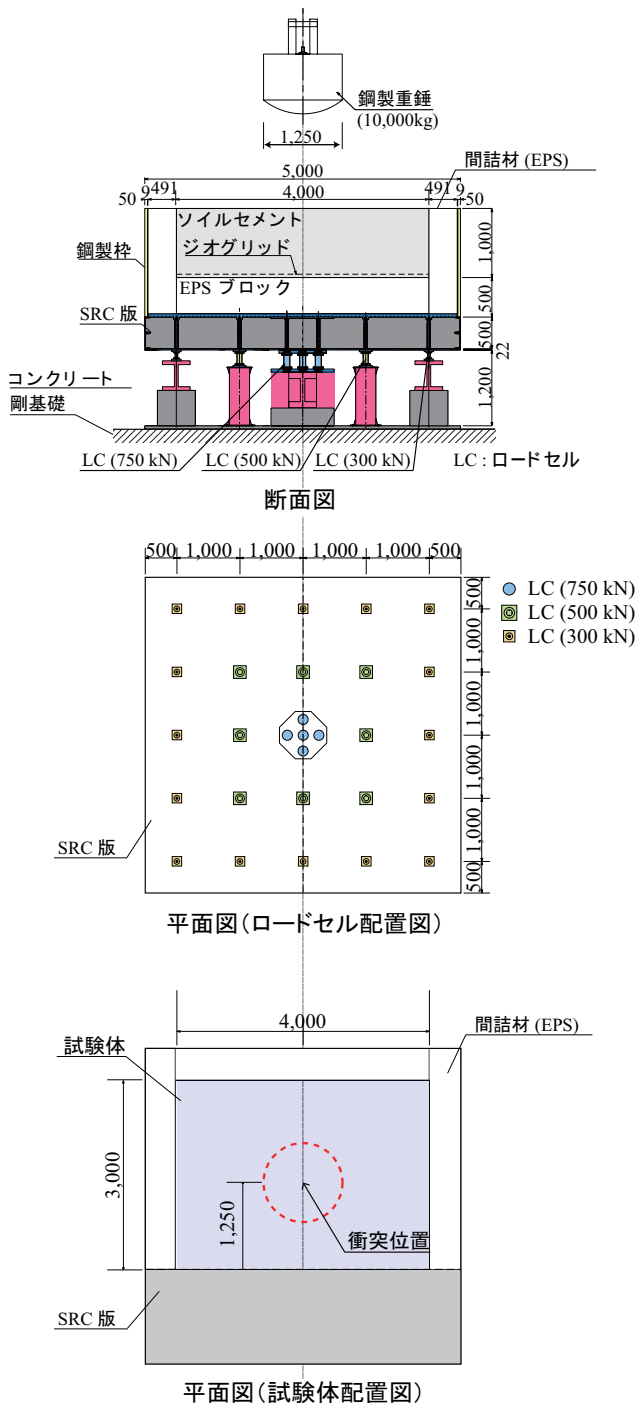 鋼製重錘
(10,000kg)
1,250
間詰材 (EPS)
5,000
50 9 491 4,000 491 9 50
ソイルセメント
ジオグリッド
EPS ブロック
鋼製枠
SRC 版
1,000
500
500
22
1,200
コンクリート
剛基礎
LC (750 kN) LC (500 kN) LC (300 kN) LC : ロードセル
断面図
500 1,000 1,000 1,000 1,000 500
LC (750 kN)
LC (500 kN)
LC (300 kN)
500
1,000
1,000
1,000
1,000
500
SRC 版
平面図(ロードセル配置図)
4,000
間詰材 (EPS)
試験体
3,000
1,250
衝突位置
SRC 版
平面図(試験体配置図)